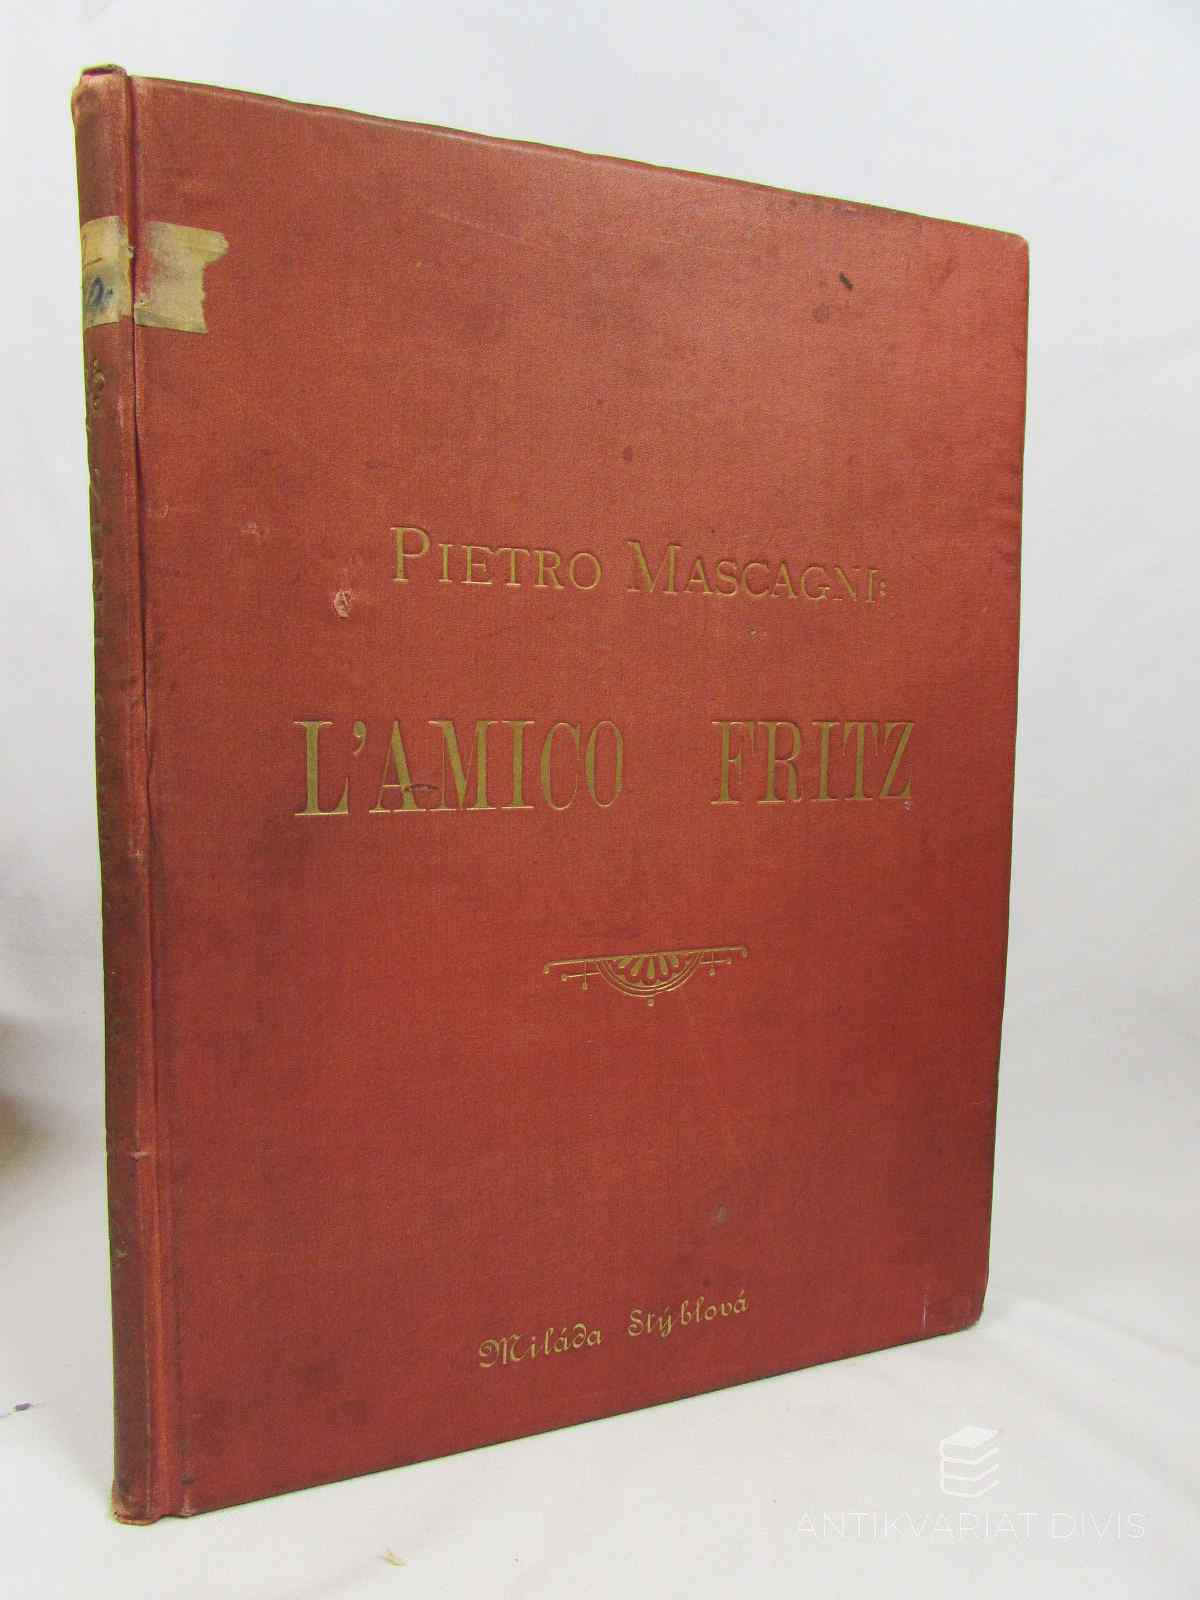 PIETRO MASCAGNI:
L'AMICO FRITZ
Miláda Stýblová
ANTIKVARIAT DIVIS